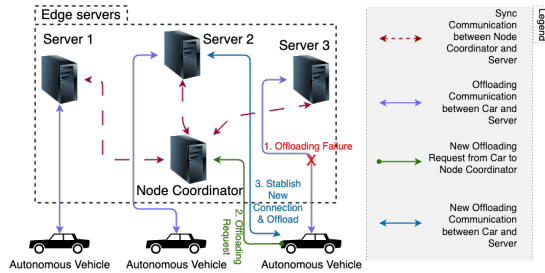 Edge servers
Server 1
Server 2
Server 3
1. Offloading Failure
Node Coordinator
3. Stablish
New
Connection
& Offload
2. Offloading
Request
Autonomous Vehicle
Autonomous Vehicle
Autonomous Vehicle
Legend
Sync
Communication
between Node
Coordinator and
Server
Offloading
Communication
between Car and
Server
New Offloading
Request from Car to
Node Coordinator
New Offloading
Communication
between Car and
Server